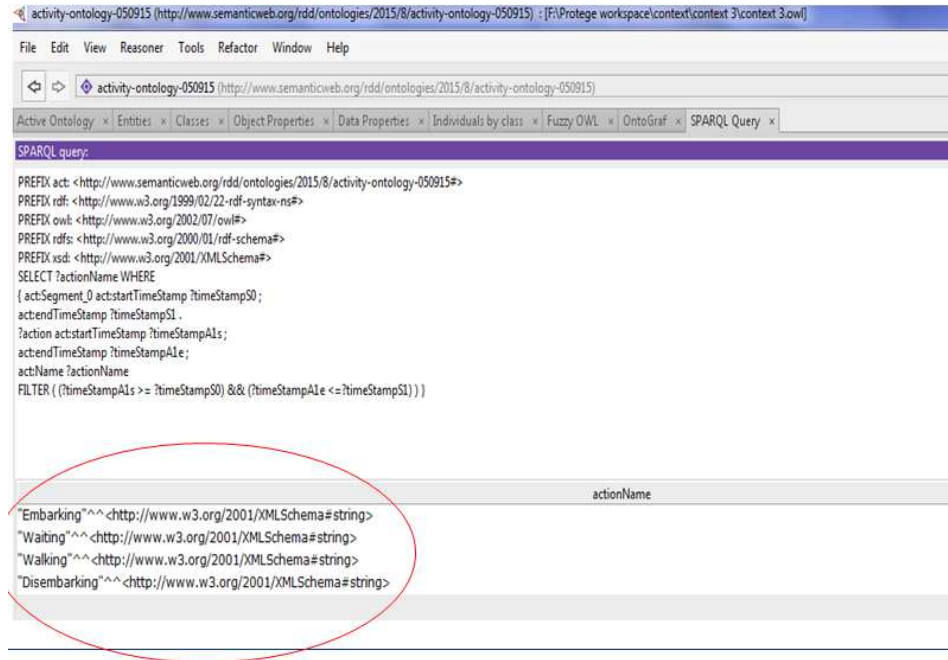 activity-ontology-050915 (http://www.semanticweb.org/rdd/ontologies/2015/8/activity-ontology-050915) : [F:\Protege workspace\context\context 3\context 3.owl]
File Edit View Reasoner Tools Refactor Window Help
activity-ontology-050915 (http://www.semanticweb.org/rdd/ontologies/2015/8/activity-ontology-050915)
Active Ontology × Entities × Classes × Object Properties × Data Properties × Individuals by class × Fuzzy OWL × OntoGraf × SPARQL Query ×
SPARQL query:
PREFIX act: <http://www.semanticweb.org/rdd/ontologies/2015/8/activity-ontology-050915#>
PREFIX rdf: <http://www.w3.org/1999/02/22-rdf-syntax-ns#>
PREFIX owl: <http://www.w3.org/2002/07/owl#>
PREFIX rdfs: <http://www.w3.org/2000/01/rdf-schema#>
PREFIX xsd: <http://www.w3.org/2001/XMLSchema#>
SELECT ?actionName WHERE
{ act:Segment_0 act:startTimeStamp ?timeStampS0 ;
act:endTimeStamp ?timeStampS1 .
?action act:startTimeStamp ?timeStampA1s ;
act:endTimeStamp ?timeStampA1e ;
act:Name ?actionName
FILTER ( (?timeStampA1s >= ?timeStampS0) && (?timeStampA1e <=?timeStampS1) ) }
actionName
"Embarking"^^<http://www.w3.org/2001/XMLSchema#string>
"Waiting"^^<http://www.w3.org/2001/XMLSchema#string>
"Walking"^^<http://www.w3.org/2001/XMLSchema#string>
"Disembarking"^^<http://www.w3.org/2001/XMLSchema#string>